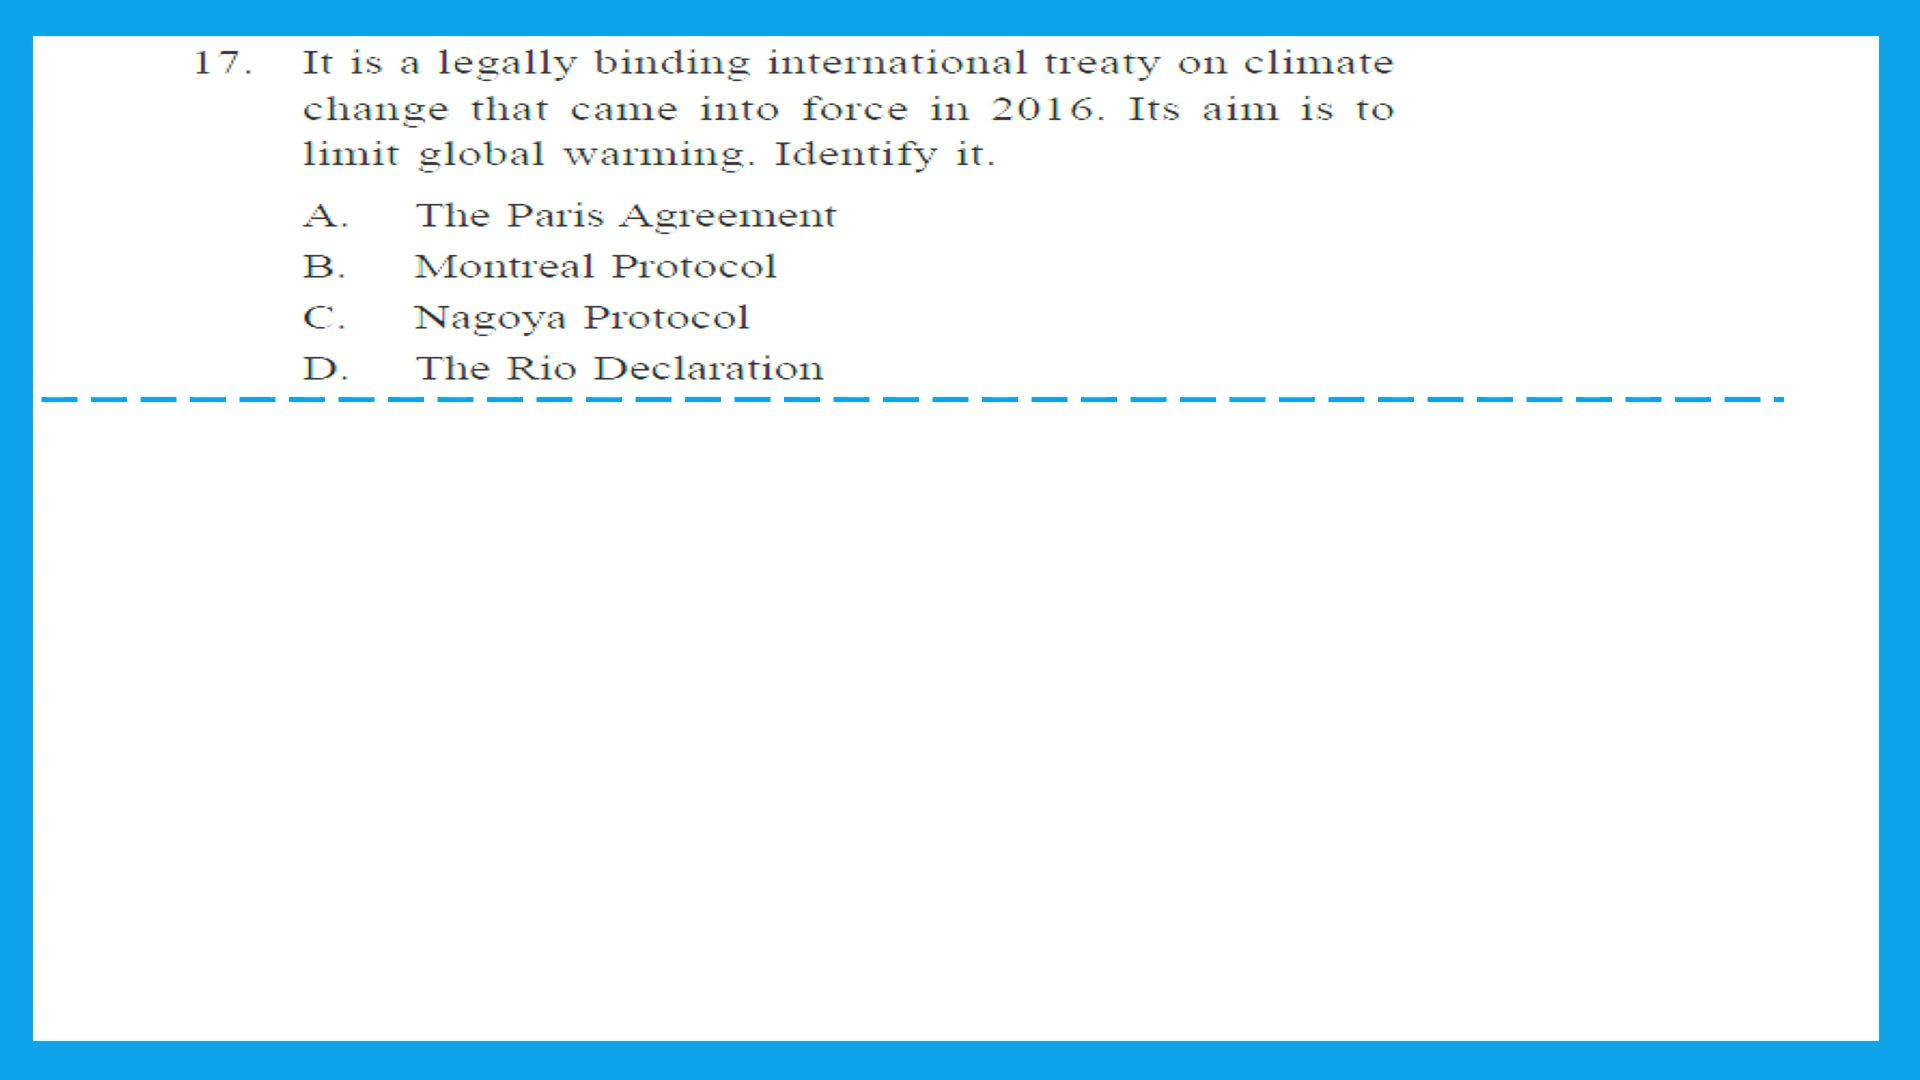 17. It is a legally binding international treaty on climate
change that came into force in 2016. Its aim is to
limit global warming. Identify it.
A. The Paris Agreement
B. Montreal Protocol
C. Nagoya Protocol
D. The Rio Declaration